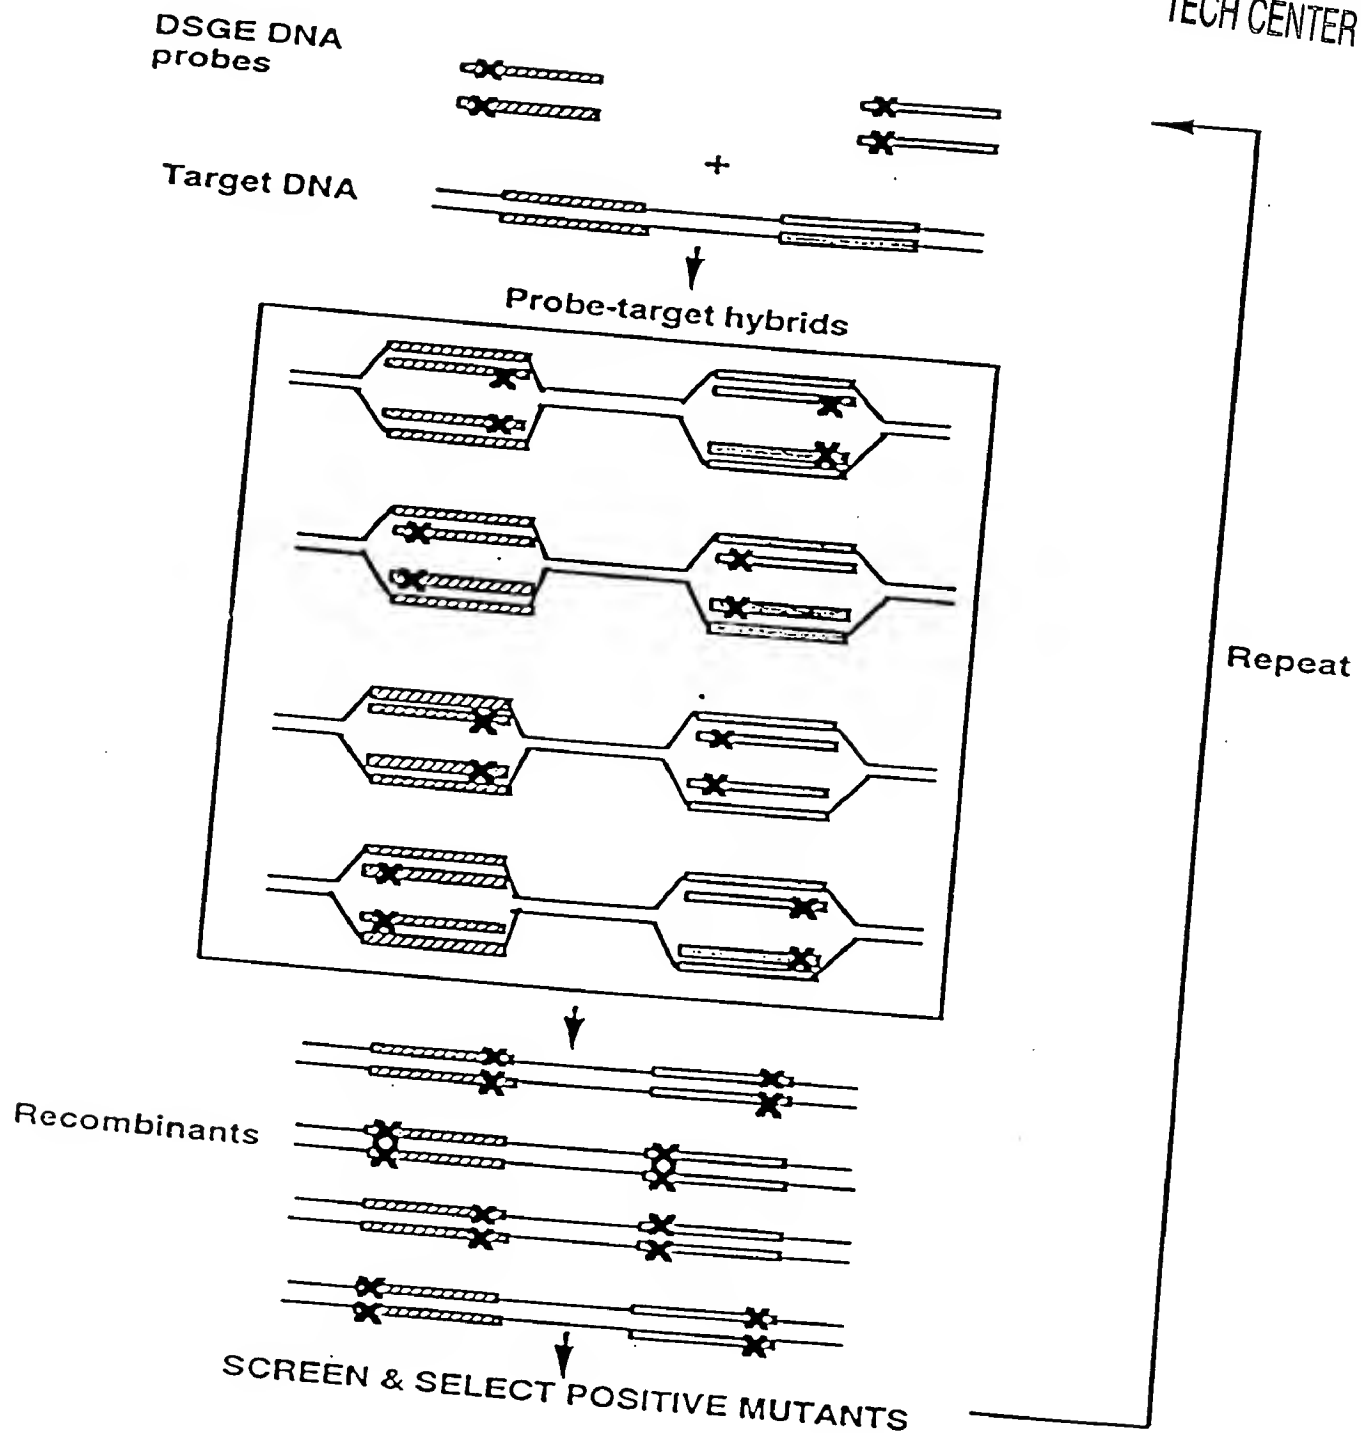 TECH CENTER
DSGE DNA
probes
+
Target DNA
Probe-target hybrids
Repeat
Recombinants
SCREEN & SELECT POSITIVE MUTANTS